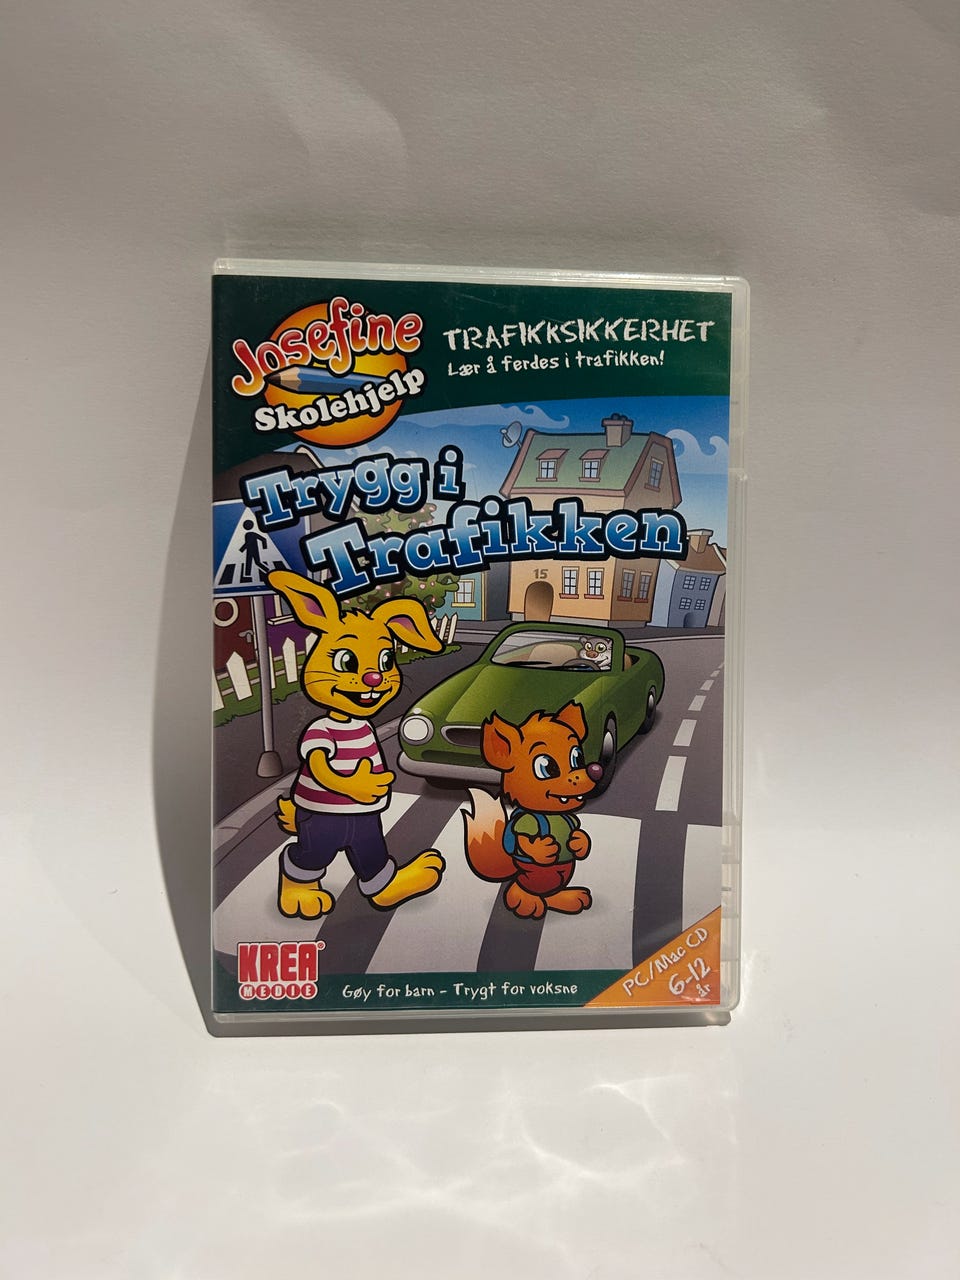 Josefine
Skolehjelp
TRAFIKKSIKKERHET
Lær å ferdes i trafikken!
Trygg i
Trafikken
15
KREA®
MEDIE
Gøy for barn - Trygt for voksne
PC/Mac CD
6-12
år